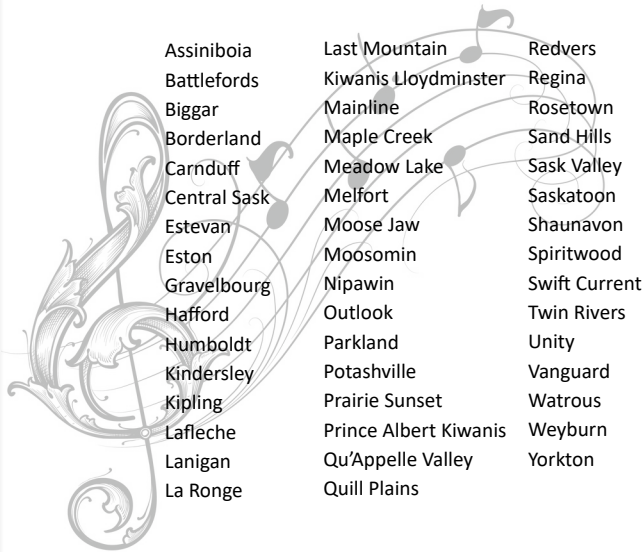 Assiniboia
Battlefords
Biggar
Borderland
Carnduff
Central Sask
Estevan
Eston
Gravelbourg
Hafford
Humboldt
Kindersley
Kipling
Lafleche
Lanigan
La Ronge
Last Mountain
Kiwanis Lloydminster
Mainline
Maple Creek
Meadow Lake
Melfort
Moose Jaw
Moosomin
Nipawin
Outlook
Parkland
Potashville
Prairie Sunset
Prince Albert Kiwanis
Qu’Appelle Valley
Quill Plains
Redvers
Regina
Rosetown
Sand Hills
Sask Valley
Saskatoon
Shaunavon
Spiritwood
Swift Current
Twin Rivers
Unity
Vanguard
Watrous
Weyburn
Yorkton